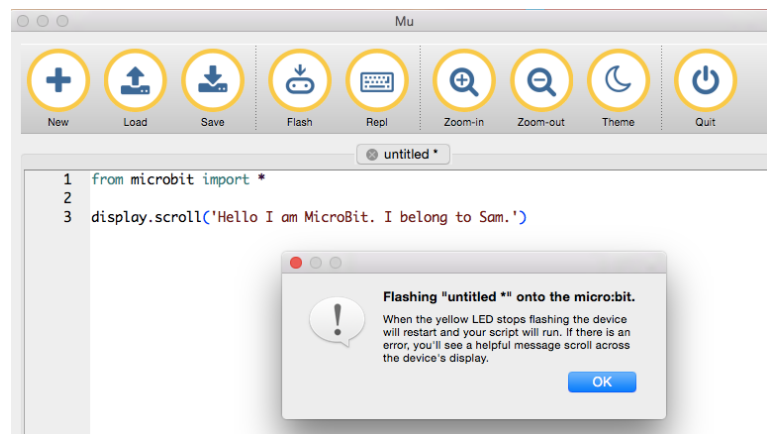 Mu
New Load Save Flash Repl Zoom-in Zoom-out Theme Quit
untitled *
1 from microbit import *
2
3 display.scroll('Hello I am MicroBit. I belong to Sam.')
Flashing "untitled *" onto the micro:bit.
When the yellow LED stops flashing the device
will restart and your script will run. If there is an
error, you'll see a helpful message scroll across
the device's display.
OK